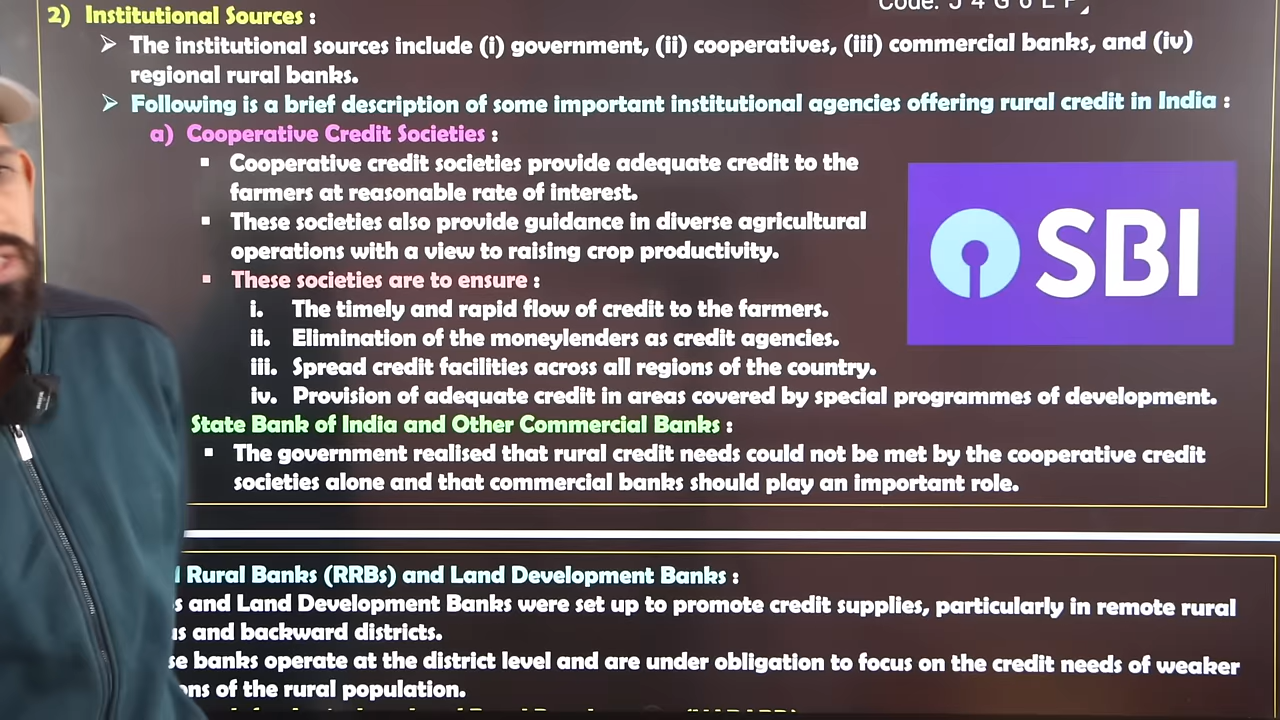 Code: J 4 G 6 L P
2) Institutional Sources :
➢ The institutional sources include (i) government, (ii) cooperatives, (iii) commercial banks, and (iv)
regional rural banks.
➢ Following is a brief description of some important institutional agencies offering rural credit in India :
a) Cooperative Credit Societies :
▪ Cooperative credit societies provide adequate credit to the
farmers at reasonable rate of interest.
▪ These societies also provide guidance in diverse agricultural
operations with a view to raising crop productivity.
▪ These societies are to ensure :
i. The timely and rapid flow of credit to the farmers.
ii. Elimination of the moneylenders as credit agencies.
iii. Spread credit facilities across all regions of the country.
iv. Provision of adequate credit in areas covered by special programmes of development.
SBI
State Bank of India and Other Commercial Banks :
▪ The government realised that rural credit needs could not be met by the cooperative credit
societies alone and that commercial banks should play an important role.
Rural Banks (RRBs) and Land Development Banks :
and Land Development Banks were set up to promote credit supplies, particularly in remote rural
and backward districts.
banks operate at the district level and are under obligation to focus on the credit needs of weaker
of the rural population.